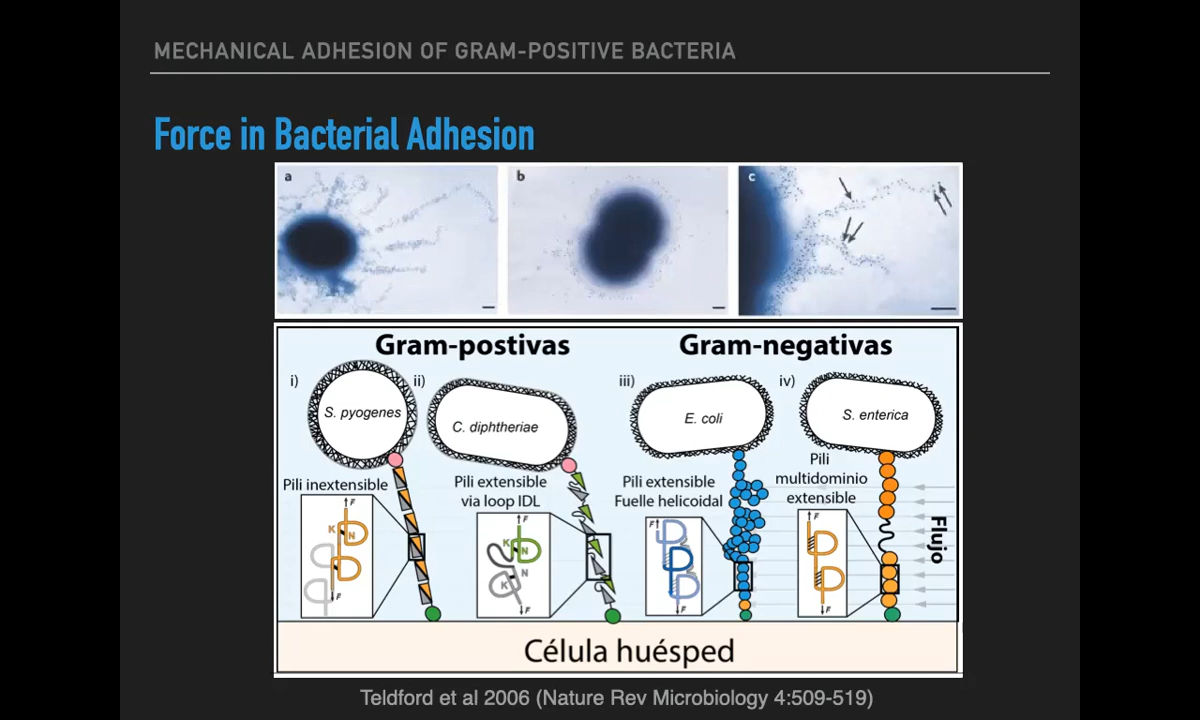 MECHANICAL ADHESION OF GRAM-POSITIVE BACTERIA
Force in Bacterial Adhesion
a
b
c
Gram-postivas
Gram-negativas
i)
ii)
iii)
iv)
S. pyogenes
C. diphtheriae
E. coli
S. enterica
Pili inextensible
Pili extensible
via loop IDL
Pili extensible
Fuelle helicoidal
Pili
multidominio
extensible
F
K
N
F
F
K
N
N
K
F
F
F
F
F
Flujo
Célula huésped
Teldford et al 2006 (Nature Rev Microbiology 4:509-519)